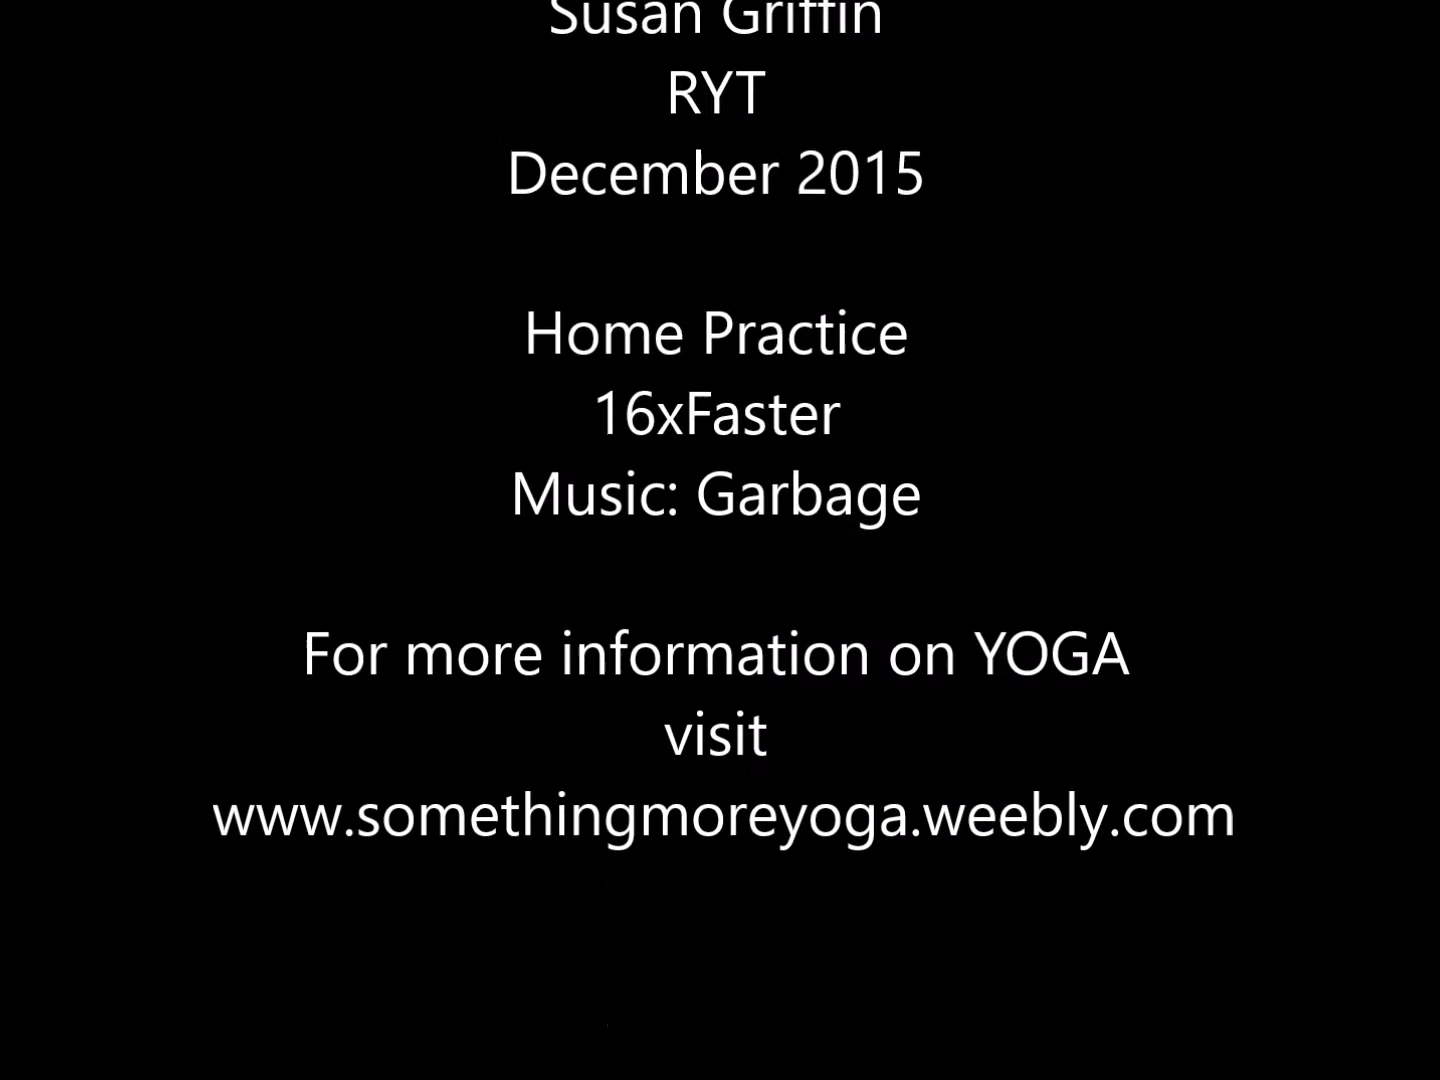 Susan Griffin
RYT
December 2015
Home Practice
16xFaster
Music: Garbage
For more information on YOGA
visit
www.somethingmoreyoga.weebly.com